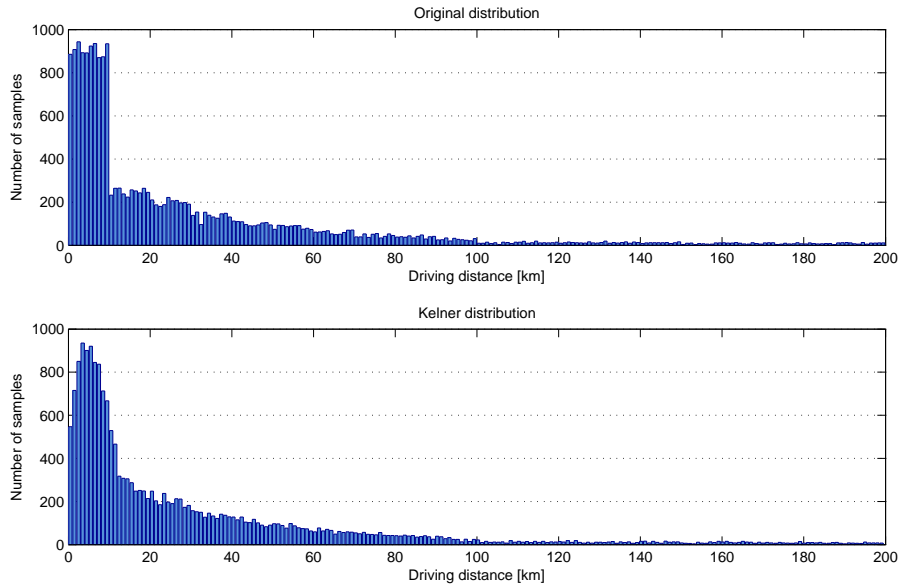 Original distribution
1000
800
600
400
200
0
Number of samples
0 20 40 60 80 100 120 140 160 180 200
Driving distance [km]
Kelner distribution
1000
800
600
400
200
0
Number of samples
0 20 40 60 80 100 120 140 160 180 200
Driving distance [km]